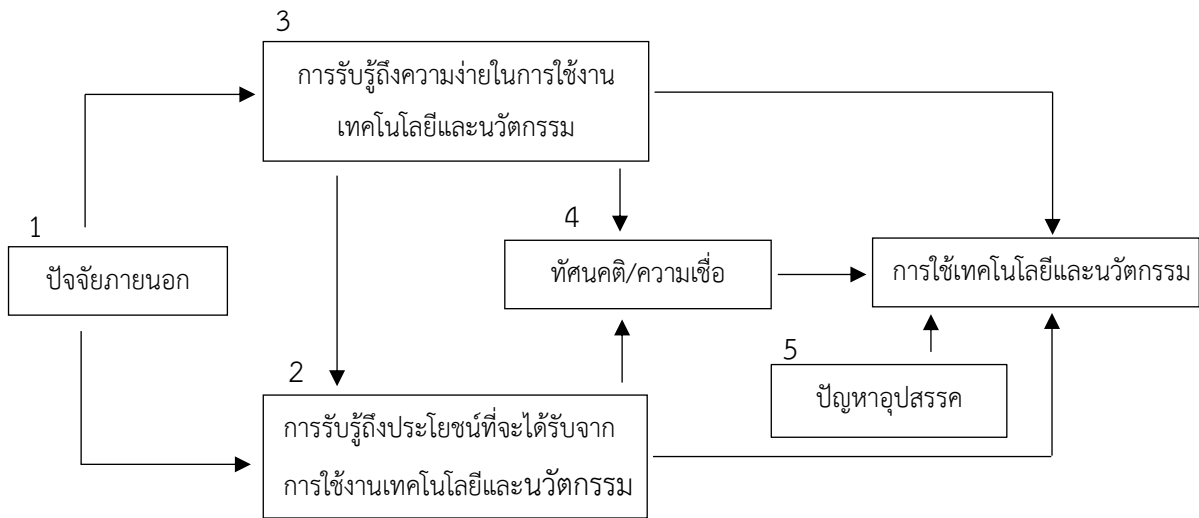 3
การรับรู้ถึงความง่ายในการใช้งาน
เทคโนโลยีและนวัตกรรม
1
ปัจจัยภายนอก
4
ทัศนคติ/ความเชื่อ
การใช้เทคโนโลยีและนวัตกรรม
2
การรับรู้ถึงประโยชน์ที่จะได้รับจาก
การใช้งานเทคโนโลยีและนวัตกรรม
5
ปัญหาอุปสรรค